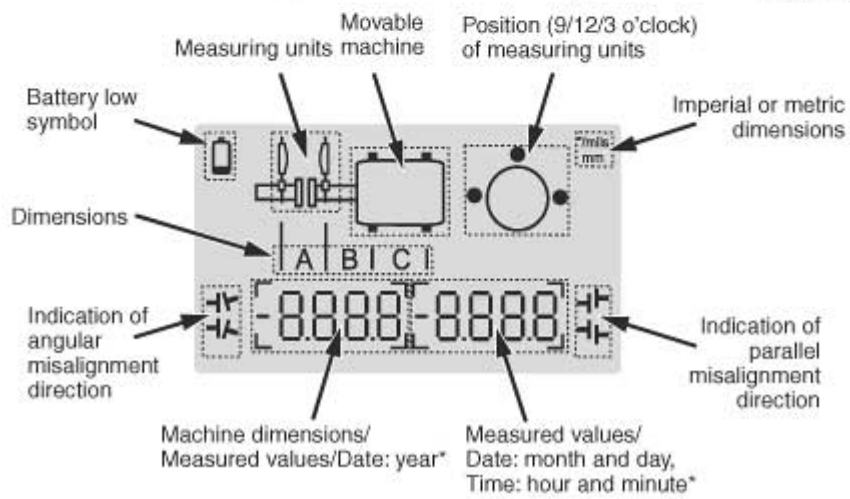 Movable
machine
Measuring units
Position (9/12/3 o'clock)
of measuring units
Battery low
symbol
Imperial or metric
dimensions
"/mils
mm
Dimensions
A B C
-8.8.8.8 -8.8.8.8
Indication of
angular
misalignment
direction
Indication of
parallel
misalignment
direction
Machine dimensions/
Measured values/Date: year*
Measured values/
Date: month and day,
Time: hour and minute*